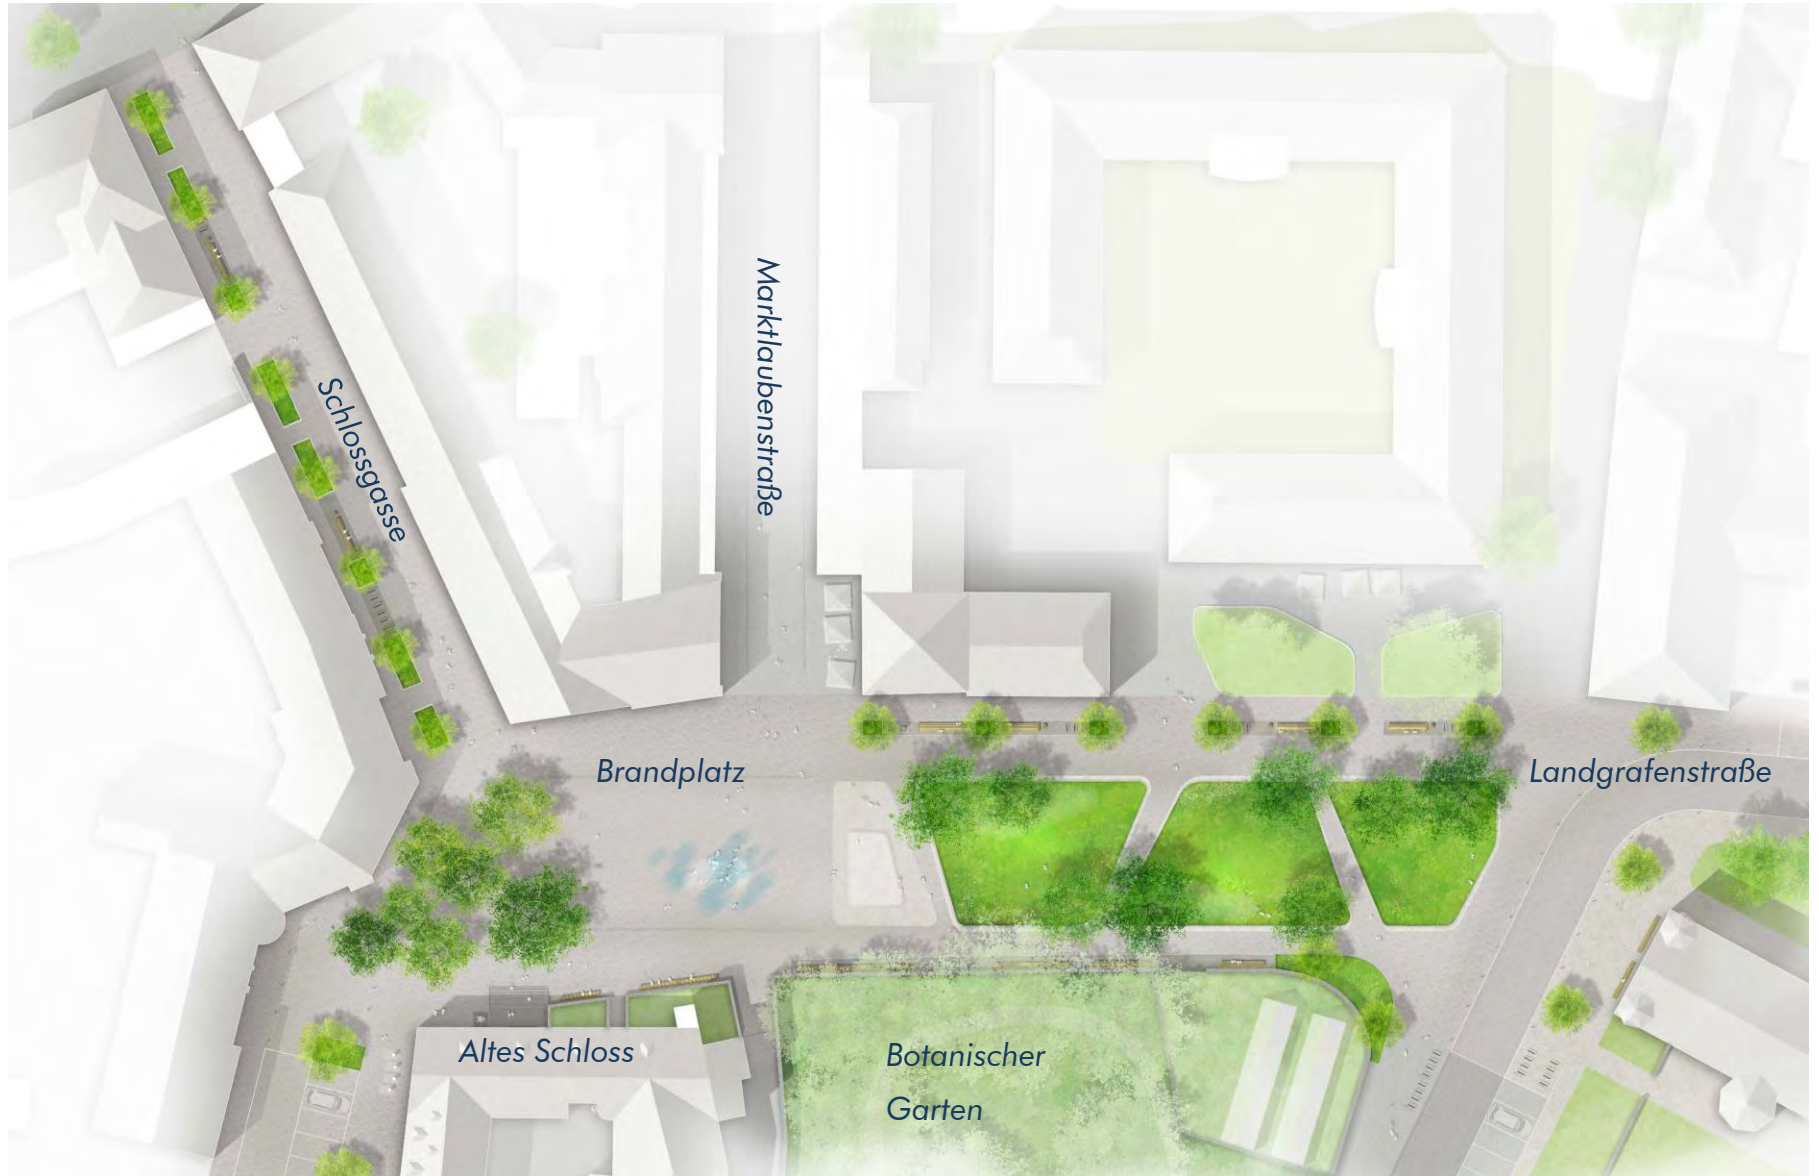 Marktlaubenstraße
Schlossgasse
Brandplatz
Landgrafenstraße
Altes Schloss
Botanischer
Garten